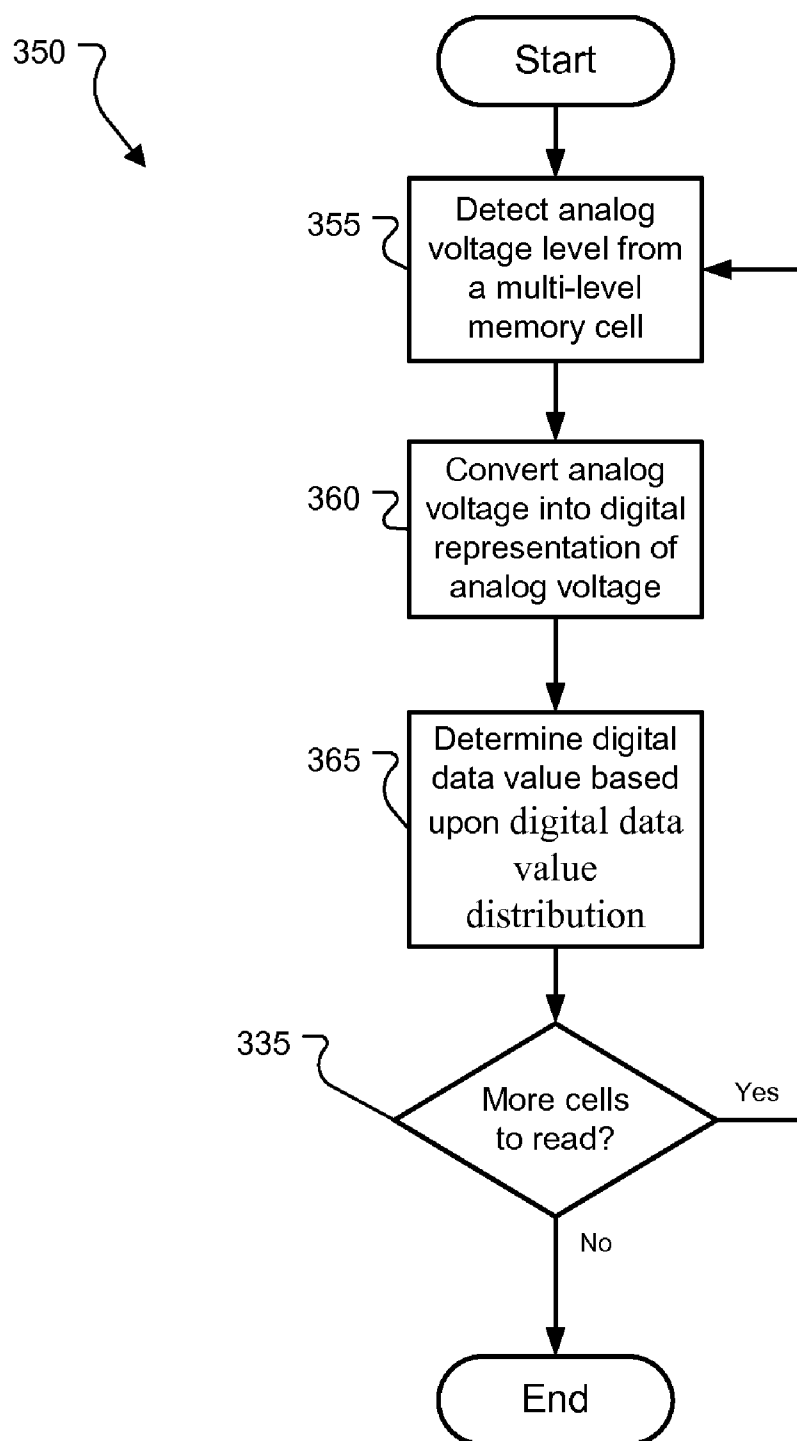 350
Start
355
Detect analog
voltage level from
a multi-level
memory cell
360
Convert analog
voltage into digital
representation of
analog voltage
365
Determine digital
data value based
upon digital data
value
distribution
335
More cells
to read?
Yes
No
End